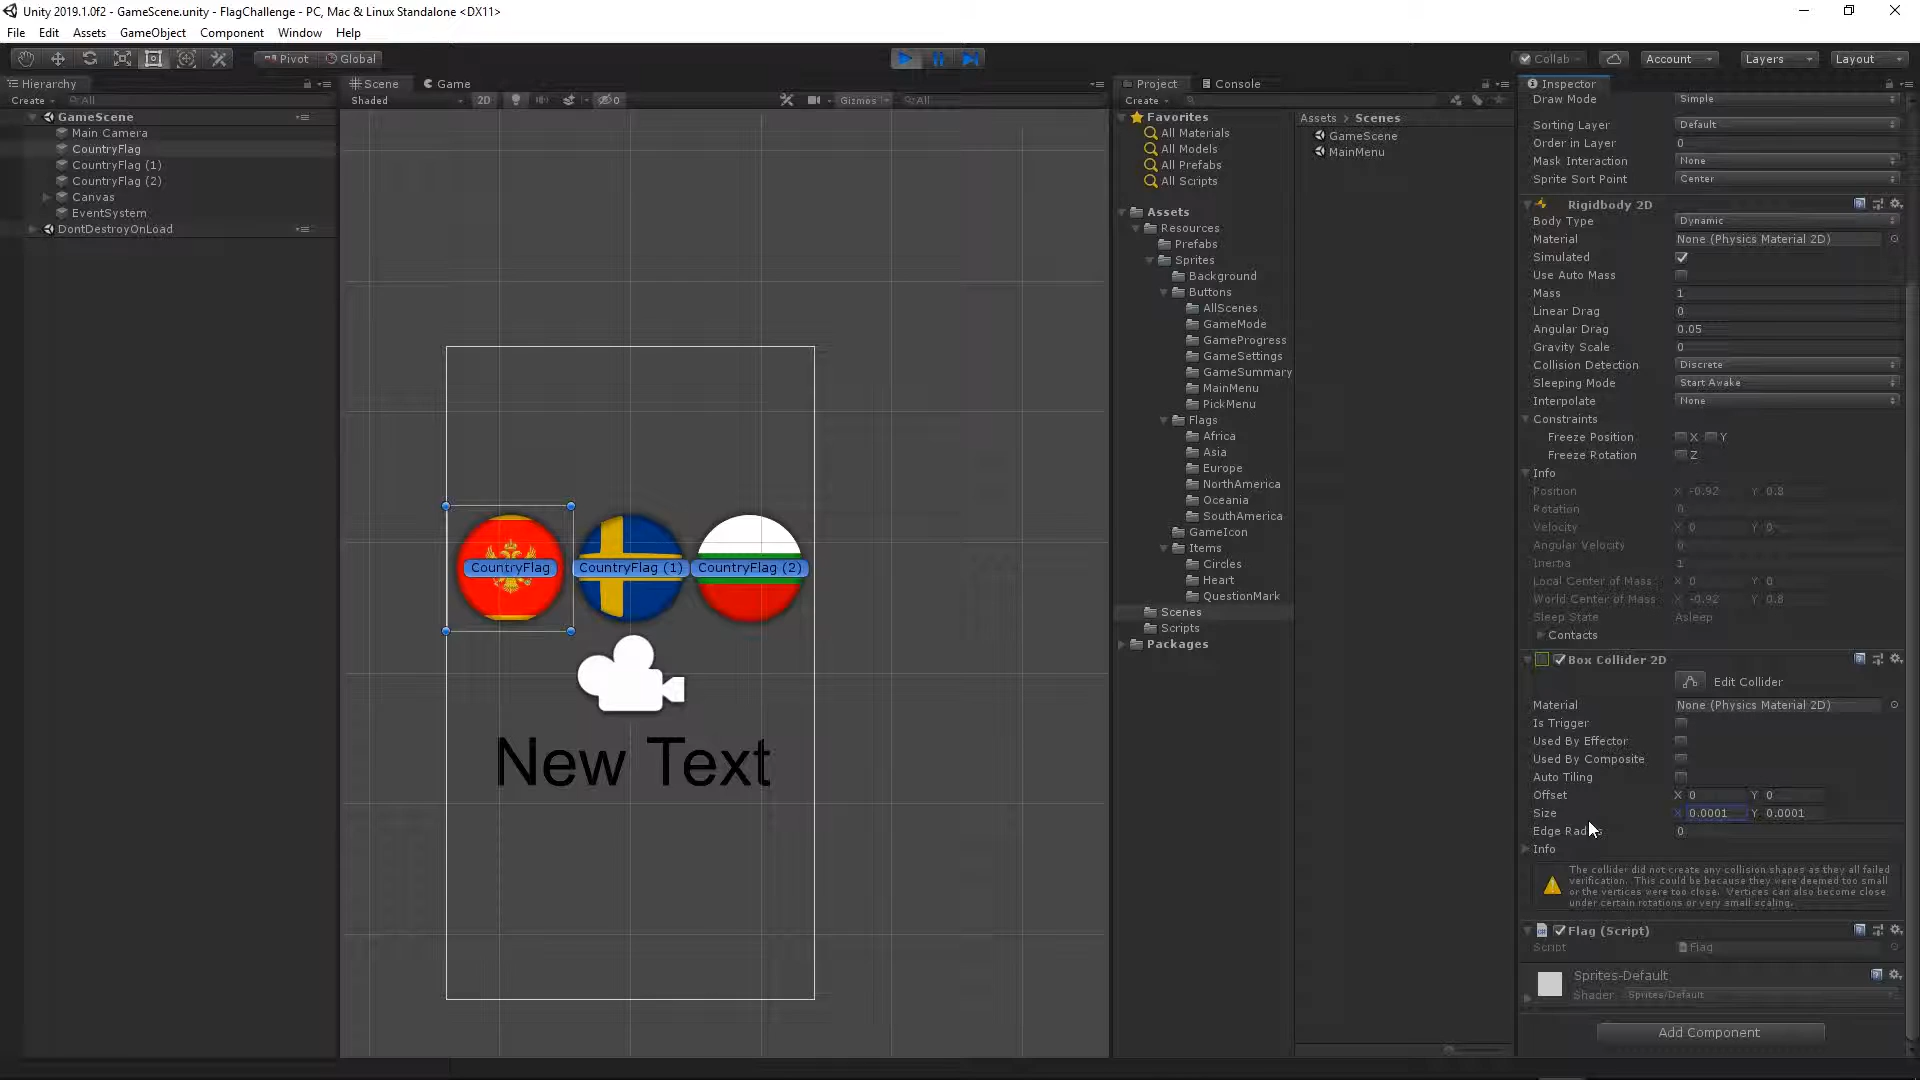 Unity 2019.1.0f2 - GameScene.unity - FlagChallenge - PC, Mac & Linux Standalone <DX11>
File Edit Assets GameObject Component Window Help
Pivot Global Collab Account Layers Layout
Hierarchy
Create All
GameScene
Main Camera
CountryFlag
CountryFlag (1)
CountryFlag (2)
Canvas
EventSystem
DontDestroyOnLoad
Scene Game
Shaded 2D 0 Gizmos All
CountryFlag CountryFlag (1) CountryFlag (2)
New Text
Project Console
Create
Favorites
All Materials
All Models
All Prefabs
All Scripts
Assets
Resources
Prefabs
Sprites
Background
Buttons
AllScenes
GameMode
GameProgress
GameSettings
GameSummary
MainMenu
PickMenu
Flags
Africa
Asia
Europe
NorthAmerica
Oceania
SouthAmerica
GameIcon
Items
Circles
Heart
QuestionMark
Scenes
Scripts
Packages
Assets > Scenes
GameScene
MainMenu
Inspector
Draw Mode Simple
Sorting Layer Default
Order in Layer 0
Mask Interaction None
Sprite Sort Point Center
Rigidbody 2D
Body Type Dynamic
Material None (Physics Material 2D)
Simulated
Use Auto Mass
Mass 1
Linear Drag 0
Angular Drag 0.05
Gravity Scale 0
Collision Detection Discrete
Sleeping Mode Start Awake
Interpolate None
Constraints
Freeze Position X Y
Freeze Rotation Z
Info
Position X -0.92 Y 0.8
Rotation 0
Velocity X 0 Y 0
Angular Velocity 0
Inertia 1
Local Center of Mass X 0 Y 0
World Center of Mass X -0.92 Y 0.8
Sleep State Asleep
Contacts
Box Collider 2D
Edit Collider
Material None (Physics Material 2D)
Is Trigger
Used By Effector
Used By Composite
Auto Tiling
Offset X 0 Y 0
Size X 0.0001 Y 0.0001
Edge Radius 0
Info
The collider did not create any collision shapes as they all failed
verification. This could be because they were deemed too small
or the vertices were too close. Vertices can also become close
under certain rotations or very small scaling.
Flag (Script)
Script Flag
Sprites-Default
Shader Sprites/Default
Add Component